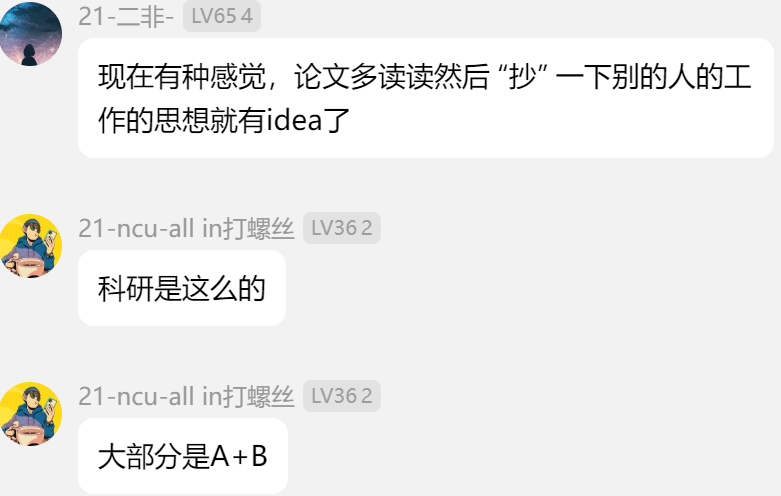 21-二非- LV65 4
现在有种感觉，论文多读读然后“抄”一下别的人的工
作的思想就有idea了
21-ncu-all in打螺丝 LV36 2
科研是这么的
21-ncu-all in打螺丝 LV36 2
大部分是A+B